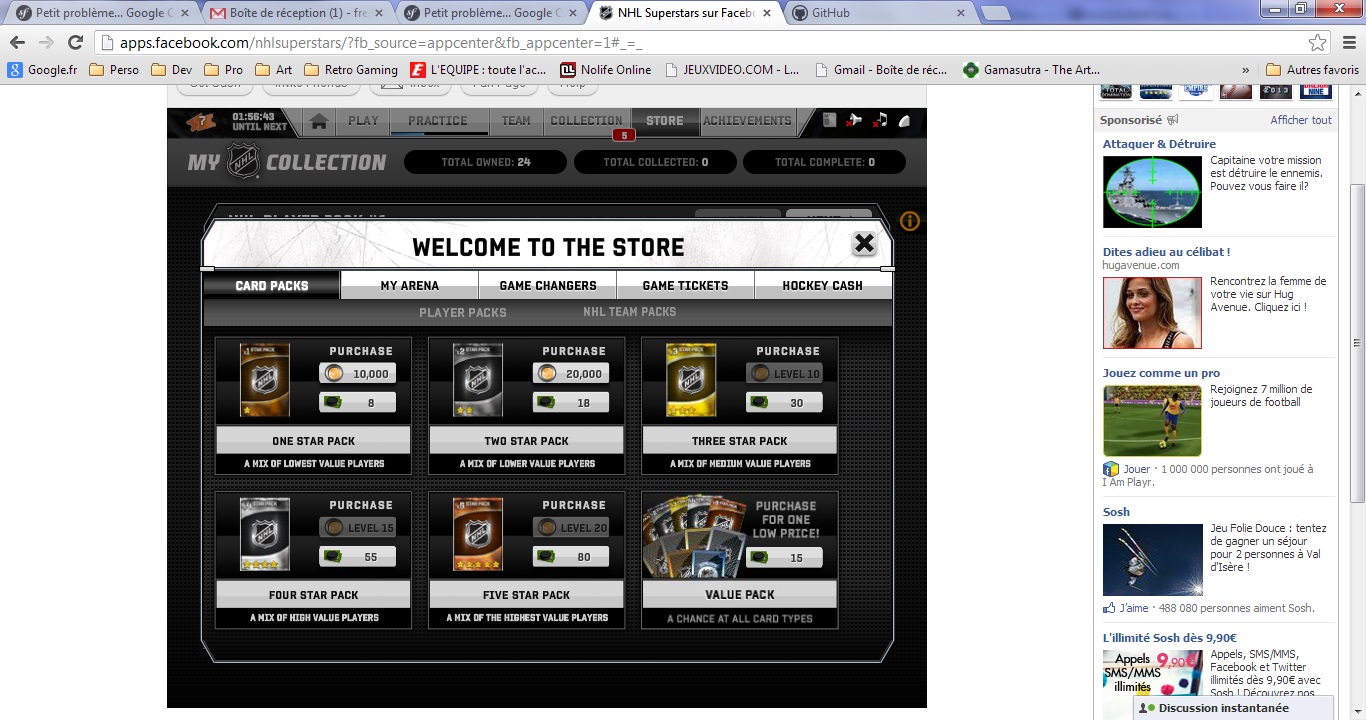 Petit problème... Google C
Boîte de réception (1) - fre
Petit problème... Google C
NHL Superstars sur Facebo
GitHub
apps.facebook.com/nhlsuperstars/?fb_source=appcenter&fb_appcenter=1#_=_
Google.fr
Perso
Dev
Pro
Art
Retro Gaming
L'EQUIPE : toute l'ac...
Nolife Online
JEUXVIDEO.COM - L...
Gmail - Boîte de réc...
Gamasutra - The Art...
»
Autres favoris
7
01:56:43
UNTIL NEXT
PLAY
PRACTICE
TEAM
COLLECTION
5
STORE
ACHIEVEMENTS
MY NHL COLLECTION
TOTAL OWNED: 24
TOTAL COLLECTED: 0
TOTAL COMPLETE: 0
WELCOME TO THE STORE
CARD PACKS
MY ARENA
GAME CHANGERS
GAME TICKETS
HOCKEY CASH
PLAYER PACKS
NHL TEAM PACKS
PURCHASE
10,000
8
ONE STAR PACK
A MIX OF LOWEST VALUE PLAYERS
PURCHASE
20,000
18
TWO STAR PACK
A MIX OF LOWER VALUE PLAYERS
PURCHASE
LEVEL 10
30
THREE STAR PACK
A MIX OF MEDIUM VALUE PLAYERS
PURCHASE
LEVEL 15
55
FOUR STAR PACK
A MIX OF HIGH VALUE PLAYERS
PURCHASE
LEVEL 20
80
FIVE STAR PACK
A MIX OF THE HIGHEST VALUE PLAYERS
PURCHASE
FOR ONE
LOW PRICE!
15
VALUE PACK
A CHANCE AT ALL CARD TYPES
Sponsorisé
Afficher tout
Attaquer & Détruire
Capitaine votre mission
est détruire le ennemis.
Pouvez vous faire il?
Dites adieu au célibat !
hugavenue.com
Rencontrez la femme de
votre vie sur Hug
Avenue. Cliquez ici !
Jouez comme un pro
Rejoignez 7 million de
joueurs de football
Jouer · 1 000 000 personnes ont joué à
I Am Playr.
Sosh
Jeu Folie Douce : tentez
de gagner un séjour
pour 2 personnes à Val
d'Isère !
J'aime · 488 080 personnes aiment Sosh.
L'illimité Sosh dès 9,90€
Appels 9,90€
SMS/MMS
illimités
Appels, SMS/MMS,
Facebook et Twitter
illimités dès 9,90€ avec
Sosh ! Découvrez nos
Discussion instantanée